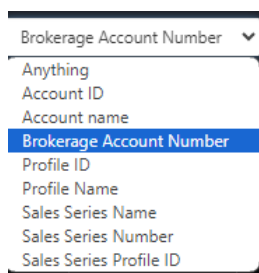 Brokerage Account Number
Anything
Account ID
Account name
Brokerage Account Number
Profile ID
Profile Name
Sales Series Name
Sales Series Number
Sales Series Profile ID